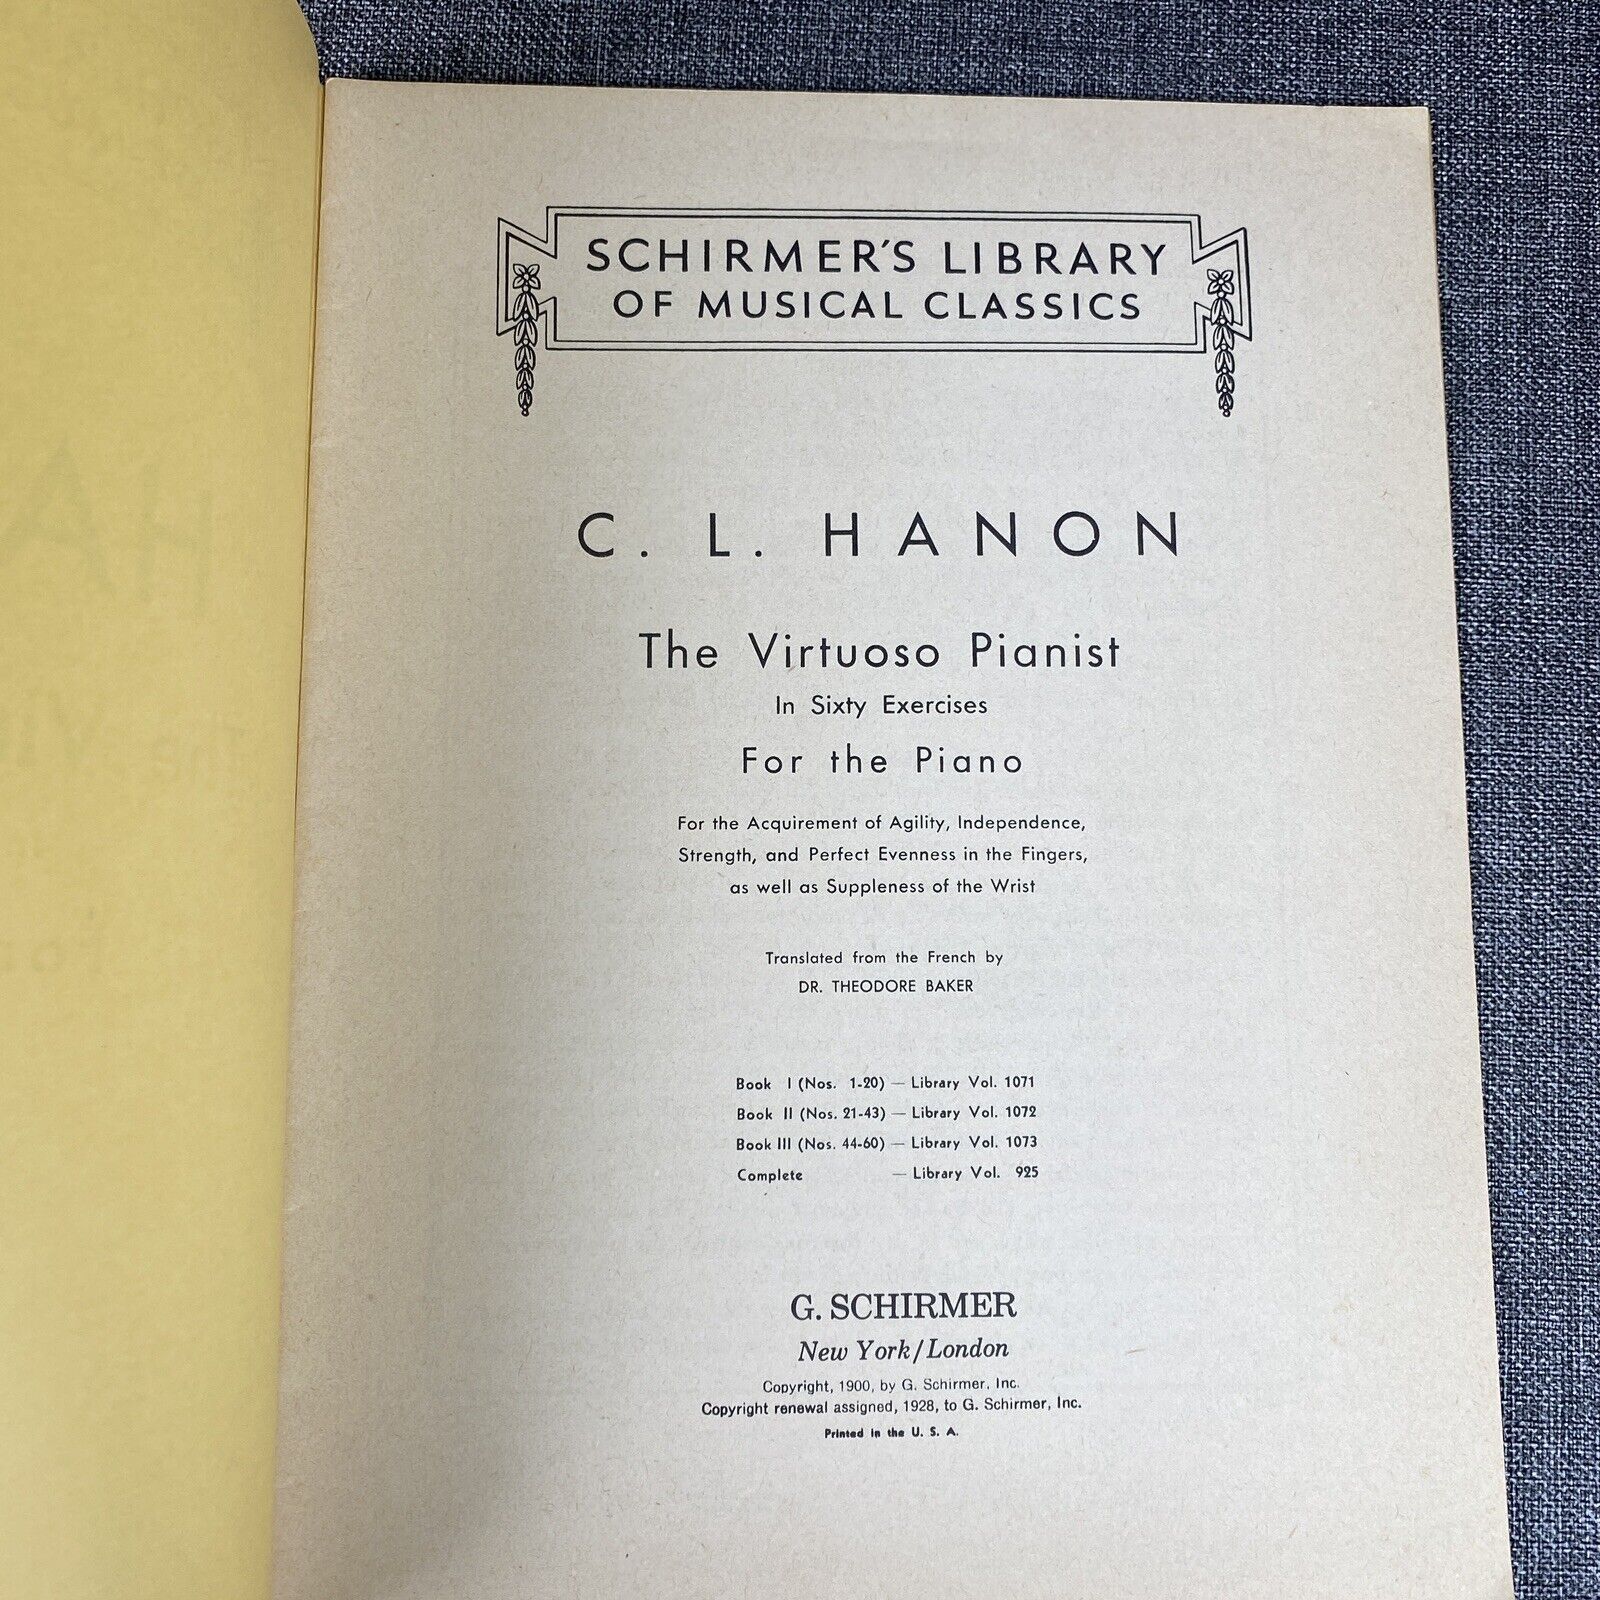 SCHIRMER'S LIBRARY
OF MUSICAL CLASSICS
C. L. HANON
The Virtuoso Pianist
In Sixty Exercises
For the Piano
For the Acquirement of Agility, Independence,
Strength, and Perfect Evenness in the Fingers,
as well as Suppleness of the Wrist
Translated from the French by
DR. THEODORE BAKER
Book I (Nos. 1-20) — Library Vol. 1071
Book II (Nos. 21-43) — Library Vol. 1072
Book III (Nos. 44-60) — Library Vol. 1073
Complete — Library Vol. 925
G. SCHIRMER
New York/London
Copyright, 1900, by G. Schirmer, Inc.
Copyright renewal assigned, 1928, to G. Schirmer, Inc.
Printed in the U. S. A.